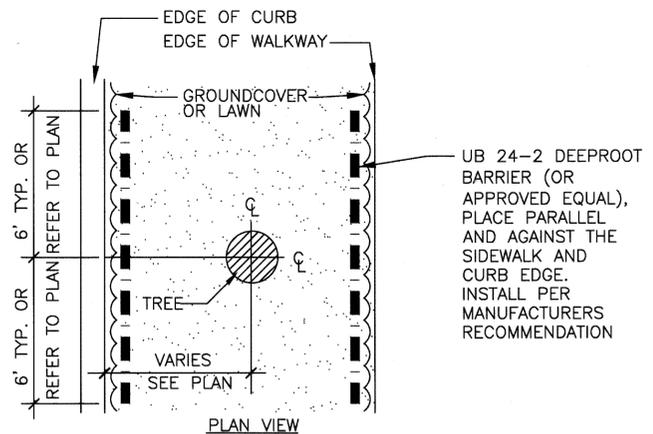 EDGE OF CURB
EDGE OF WALKWAY
GROUNDCOVER
OR LAWN
6' TYP. OR
REFER TO PLAN
UB 24-2 DEEPROOT
BARRIER (OR
APPROVED EQUAL),
PLACE PARALLEL
AND AGAINST THE
SIDEWALK AND
CURB EDGE.
INSTALL PER
MANUFACTURERS
RECOMMENDATION
℄
℄
TREE
6' TYP. OR
REFER TO PLAN
VARIES
SEE PLAN
PLAN VIEW